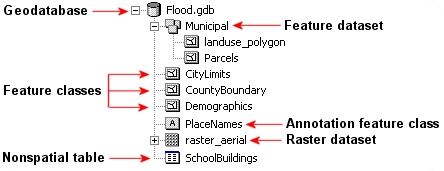 Geodatabase Flood.gdb
Municipal Feature dataset
landuse_polygon
Parcels
CityLimits
Feature classes CountyBoundary
Demographics
A PlaceNames Annotation feature class
raster_aerial Raster dataset
Nonspatial table SchoolBuildings